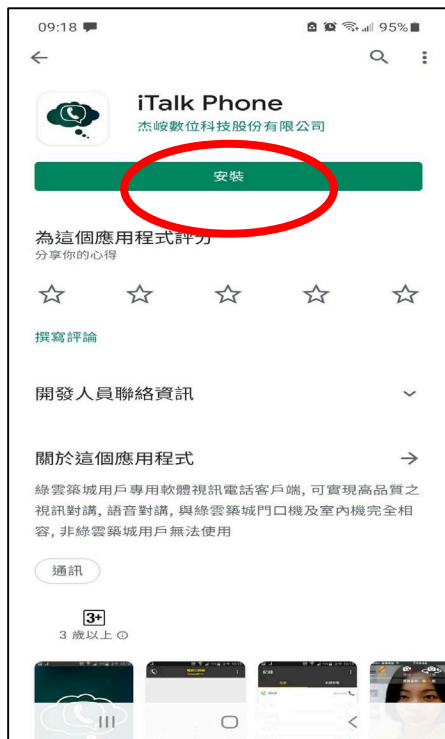 09:18
95%
iTalk Phone
杰峻數位科技股份有限公司
安裝
為這個應用程式評分
分享你的心得
撰寫評論
開發人員聯絡資訊
關於這個應用程式
綠雲築城用戶專用軟體視訊電話客戶端, 可實現高品質之
視訊對講, 語音對講, 與綠雲築城門口機及室內機完全相
容, 非綠雲築城用戶無法使用
通訊
3+
3 歲以上